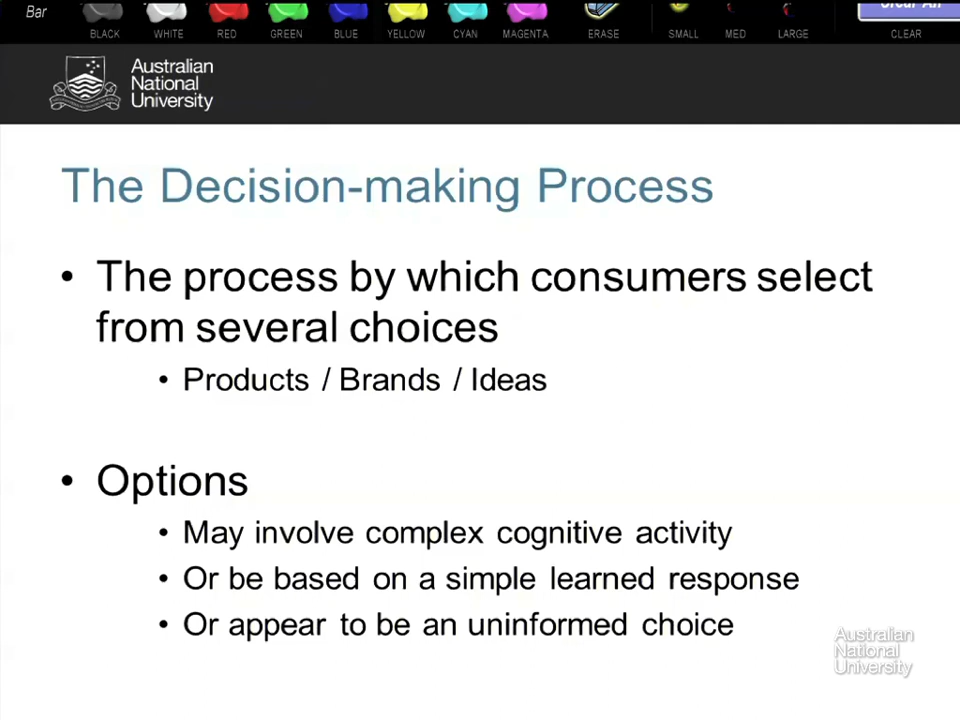 Bar
BLACK WHITE RED GREEN BLUE YELLOW CYAN MAGENTA ERASE SMALL MED LARGE CLEAR
Australian
National
University
The Decision-making Process
• The process by which consumers select
from several choices
• Products / Brands / Ideas
• Options
• May involve complex cognitive activity
• Or be based on a simple learned response
• Or appear to be an uninformed choice
Australian
National
University